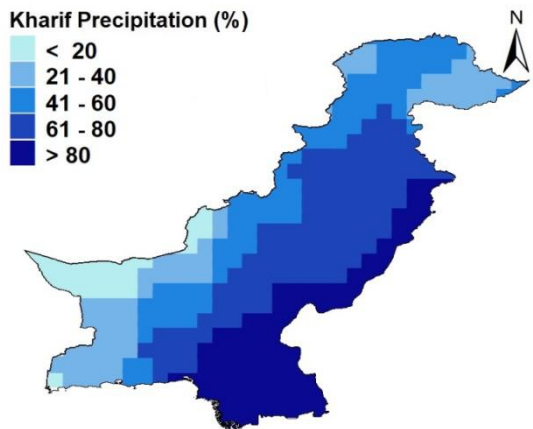 Kharif Precipitation (%)
N
< 20
21 - 40
41 - 60
61 - 80
> 80